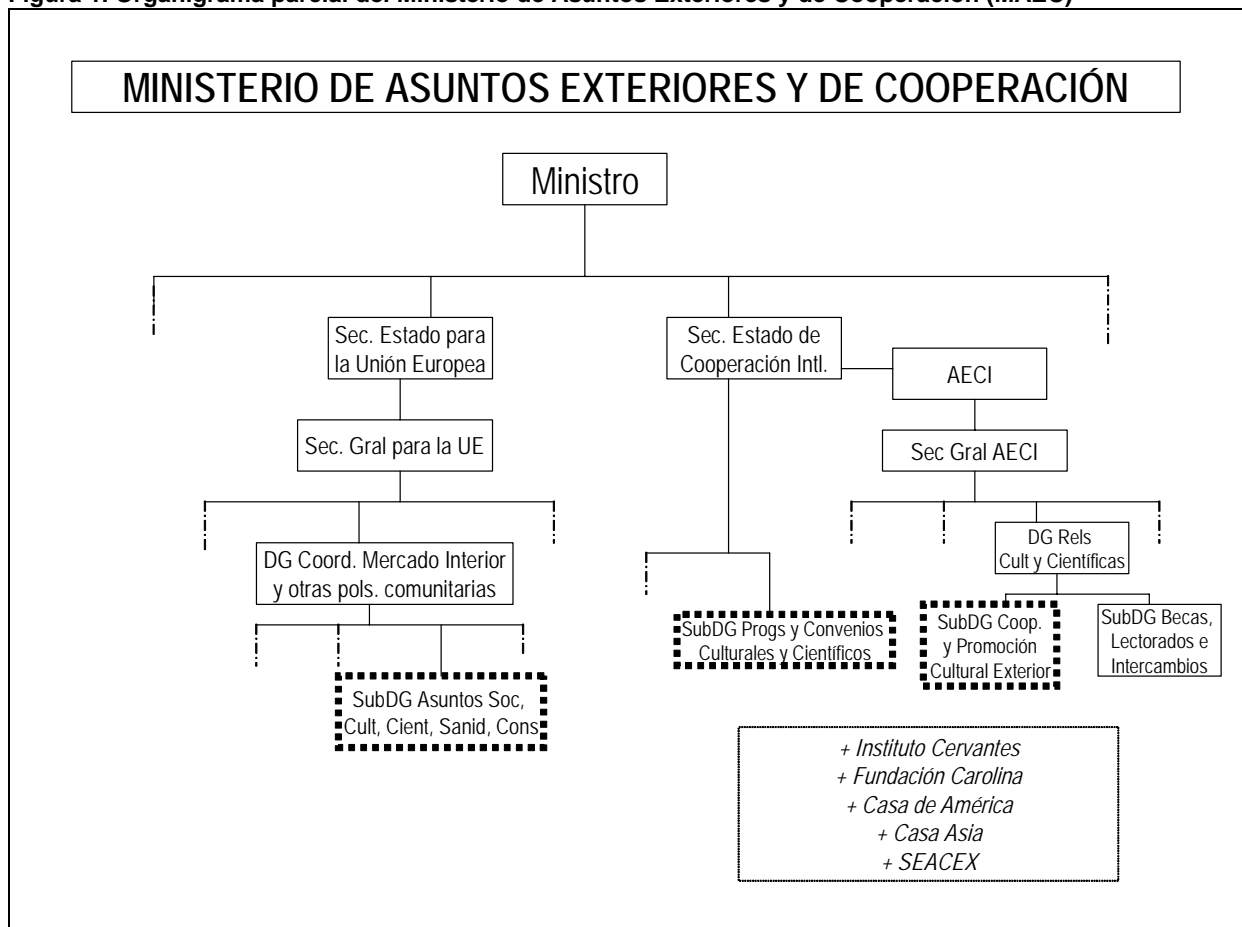 Figura 1. Organigrama parcial del Ministerio de Asuntos Exteriores y de Cooperación (MAEC)
MINISTERIO DE ASUNTOS EXTERIORES Y DE COOPERACIÓN
Ministro
Sec. Estado para
la Unión Europea
Sec. Estado de
Cooperación Intl.
AECI
Sec. Gral para la UE
Sec Gral AECI
DG Coord. Mercado Interior
y otras pols. comunitarias
DG Rels
Cult y Científicas
SubDG Progs y Convenios
Culturales y Científicos
SubDG Coop.
y Promoción
Cultural Exterior
SubDG Becas,
Lectorados e
Intercambios
SubDG Asuntos Soc,
Cult, Cient, Sanid, Cons
+ Instituto Cervantes
+ Fundación Carolina
+ Casa de América
+ Casa Asia
+ SEACEX